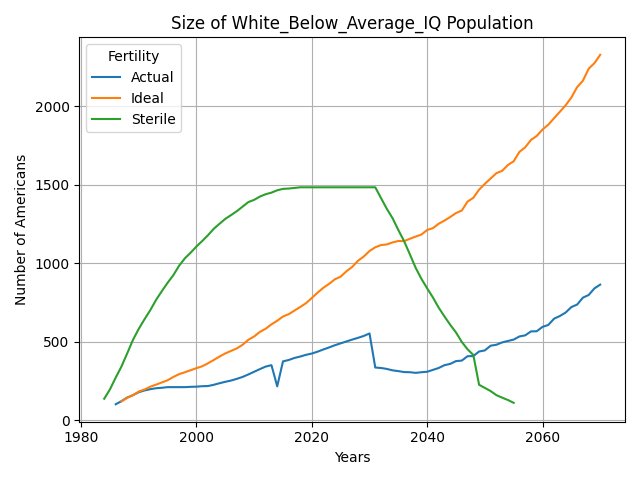 Size of White_Below_Average_IQ Population
Fertility
Actual
Ideal
Sterile
Number of Americans
2000
1500
1000
500
0
1980
2000
2020
2040
2060
Years